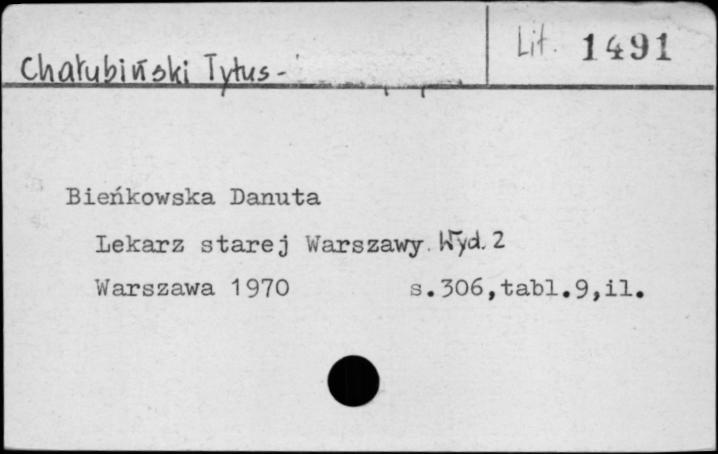 Chałubiński Tytus -
Lit. 1491
Bieńkowska Danuta
Lekarz starej Warszawy. Wyd. 2
Warszawa 1970 s.306,tabl.9,il.